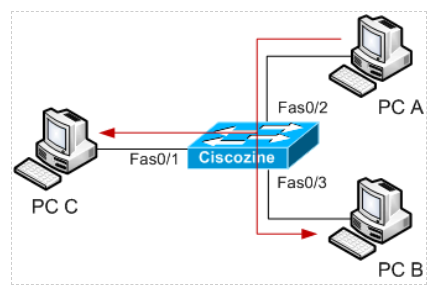 PC A
Fas0/2
Fas0/1
Ciscozine
Fas0/3
PC C
PC B